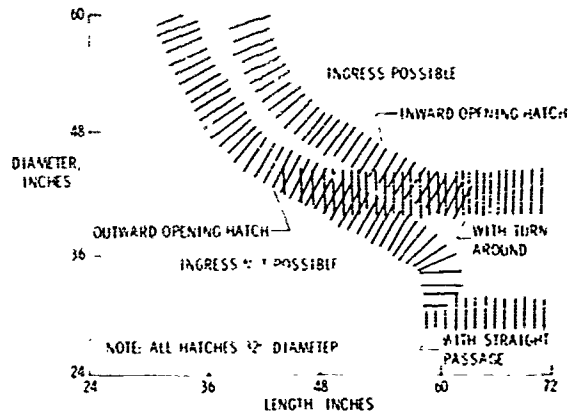 60
INGRESS POSSIBLE
INWARD OPENING HATCH
48
DIAMETER,
INCHES
OUTWARD OPENING HATCH
WITH TURN
AROUND
36
INGRESS POSSIBLE
NOTE: ALL HATCHES 32" DIAMETER
WITH STRAIGHT
PASSAGE
24
24 36 48 60 72
LENGTH INCHES